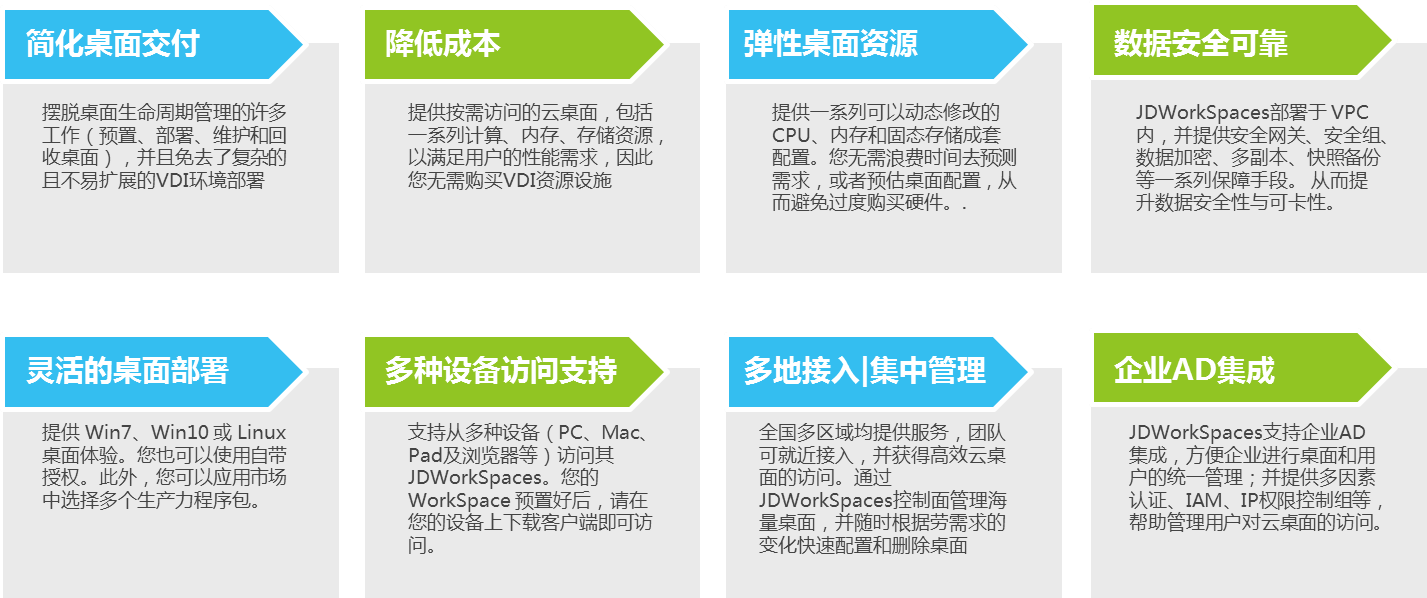 简化桌面交付
摆脱桌面生命周期管理的许多
工作（预置、部署、维护和回
收桌面），并且免去了复杂的
且不易扩展的VDI环境部署
降低成本
提供按需访问的云桌面，包括
一系列计算、内存、存储资源，
以满足用户的性能需求，因此
您无需购买VDI资源设施
弹性桌面资源
提供一系列可以动态修改的
CPU、内存和固态存储成套
配置。您无需浪费时间去预测
需求，或者预估桌面配置，从
而避免过度购买硬件。.
数据安全可靠
JDWorkSpaces部署于 VPC
内，并提供安全网关、安全组、
数据加密、多副本、快照备份
等一系列保障手段。 从而提
升数据安全性与可卡性。
灵活的桌面部署
提供 Win7、Win10 或 Linux
桌面体验。您也可以使用自带
授权。此外，您可以应用市场
中选择多个生产力程序包。
多种设备访问支持
支持从多种设备（PC、Mac、
Pad及浏览器等）访问其
JDWorkSpaces。您的
WorkSpace 预置好后，请在
您的设备上下载客户端即可访
问。
多地接入|集中管理
全国多区域均提供服务，团队
可就近接入，并获得高效云桌
面的访问。通过
JDWorkSpaces控制面管理海
量桌面，并随时根据劳需求的
变化快速配置和删除桌面
企业AD集成
JDWorkSpaces支持企业AD
集成，方便企业进行桌面和用
户的统一管理；并提供多因素
认证、IAM、IP权限控制组等，
帮助管理用户对云桌面的访问。